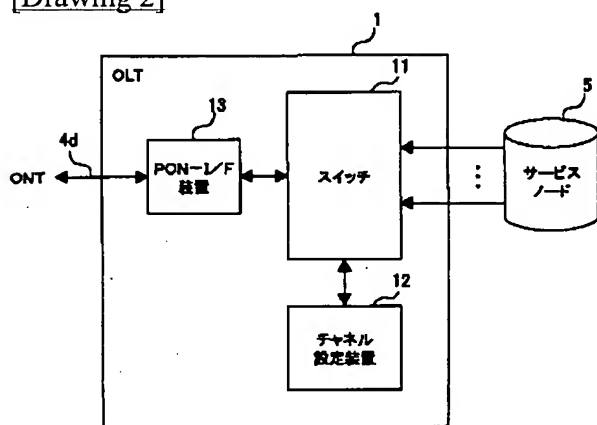 [Drawing 2]
1
OLT
11
5
13
4d
ONT
PON-I/F
装置
スイッチ
サービス
ノード
12
チャネル
設定装置